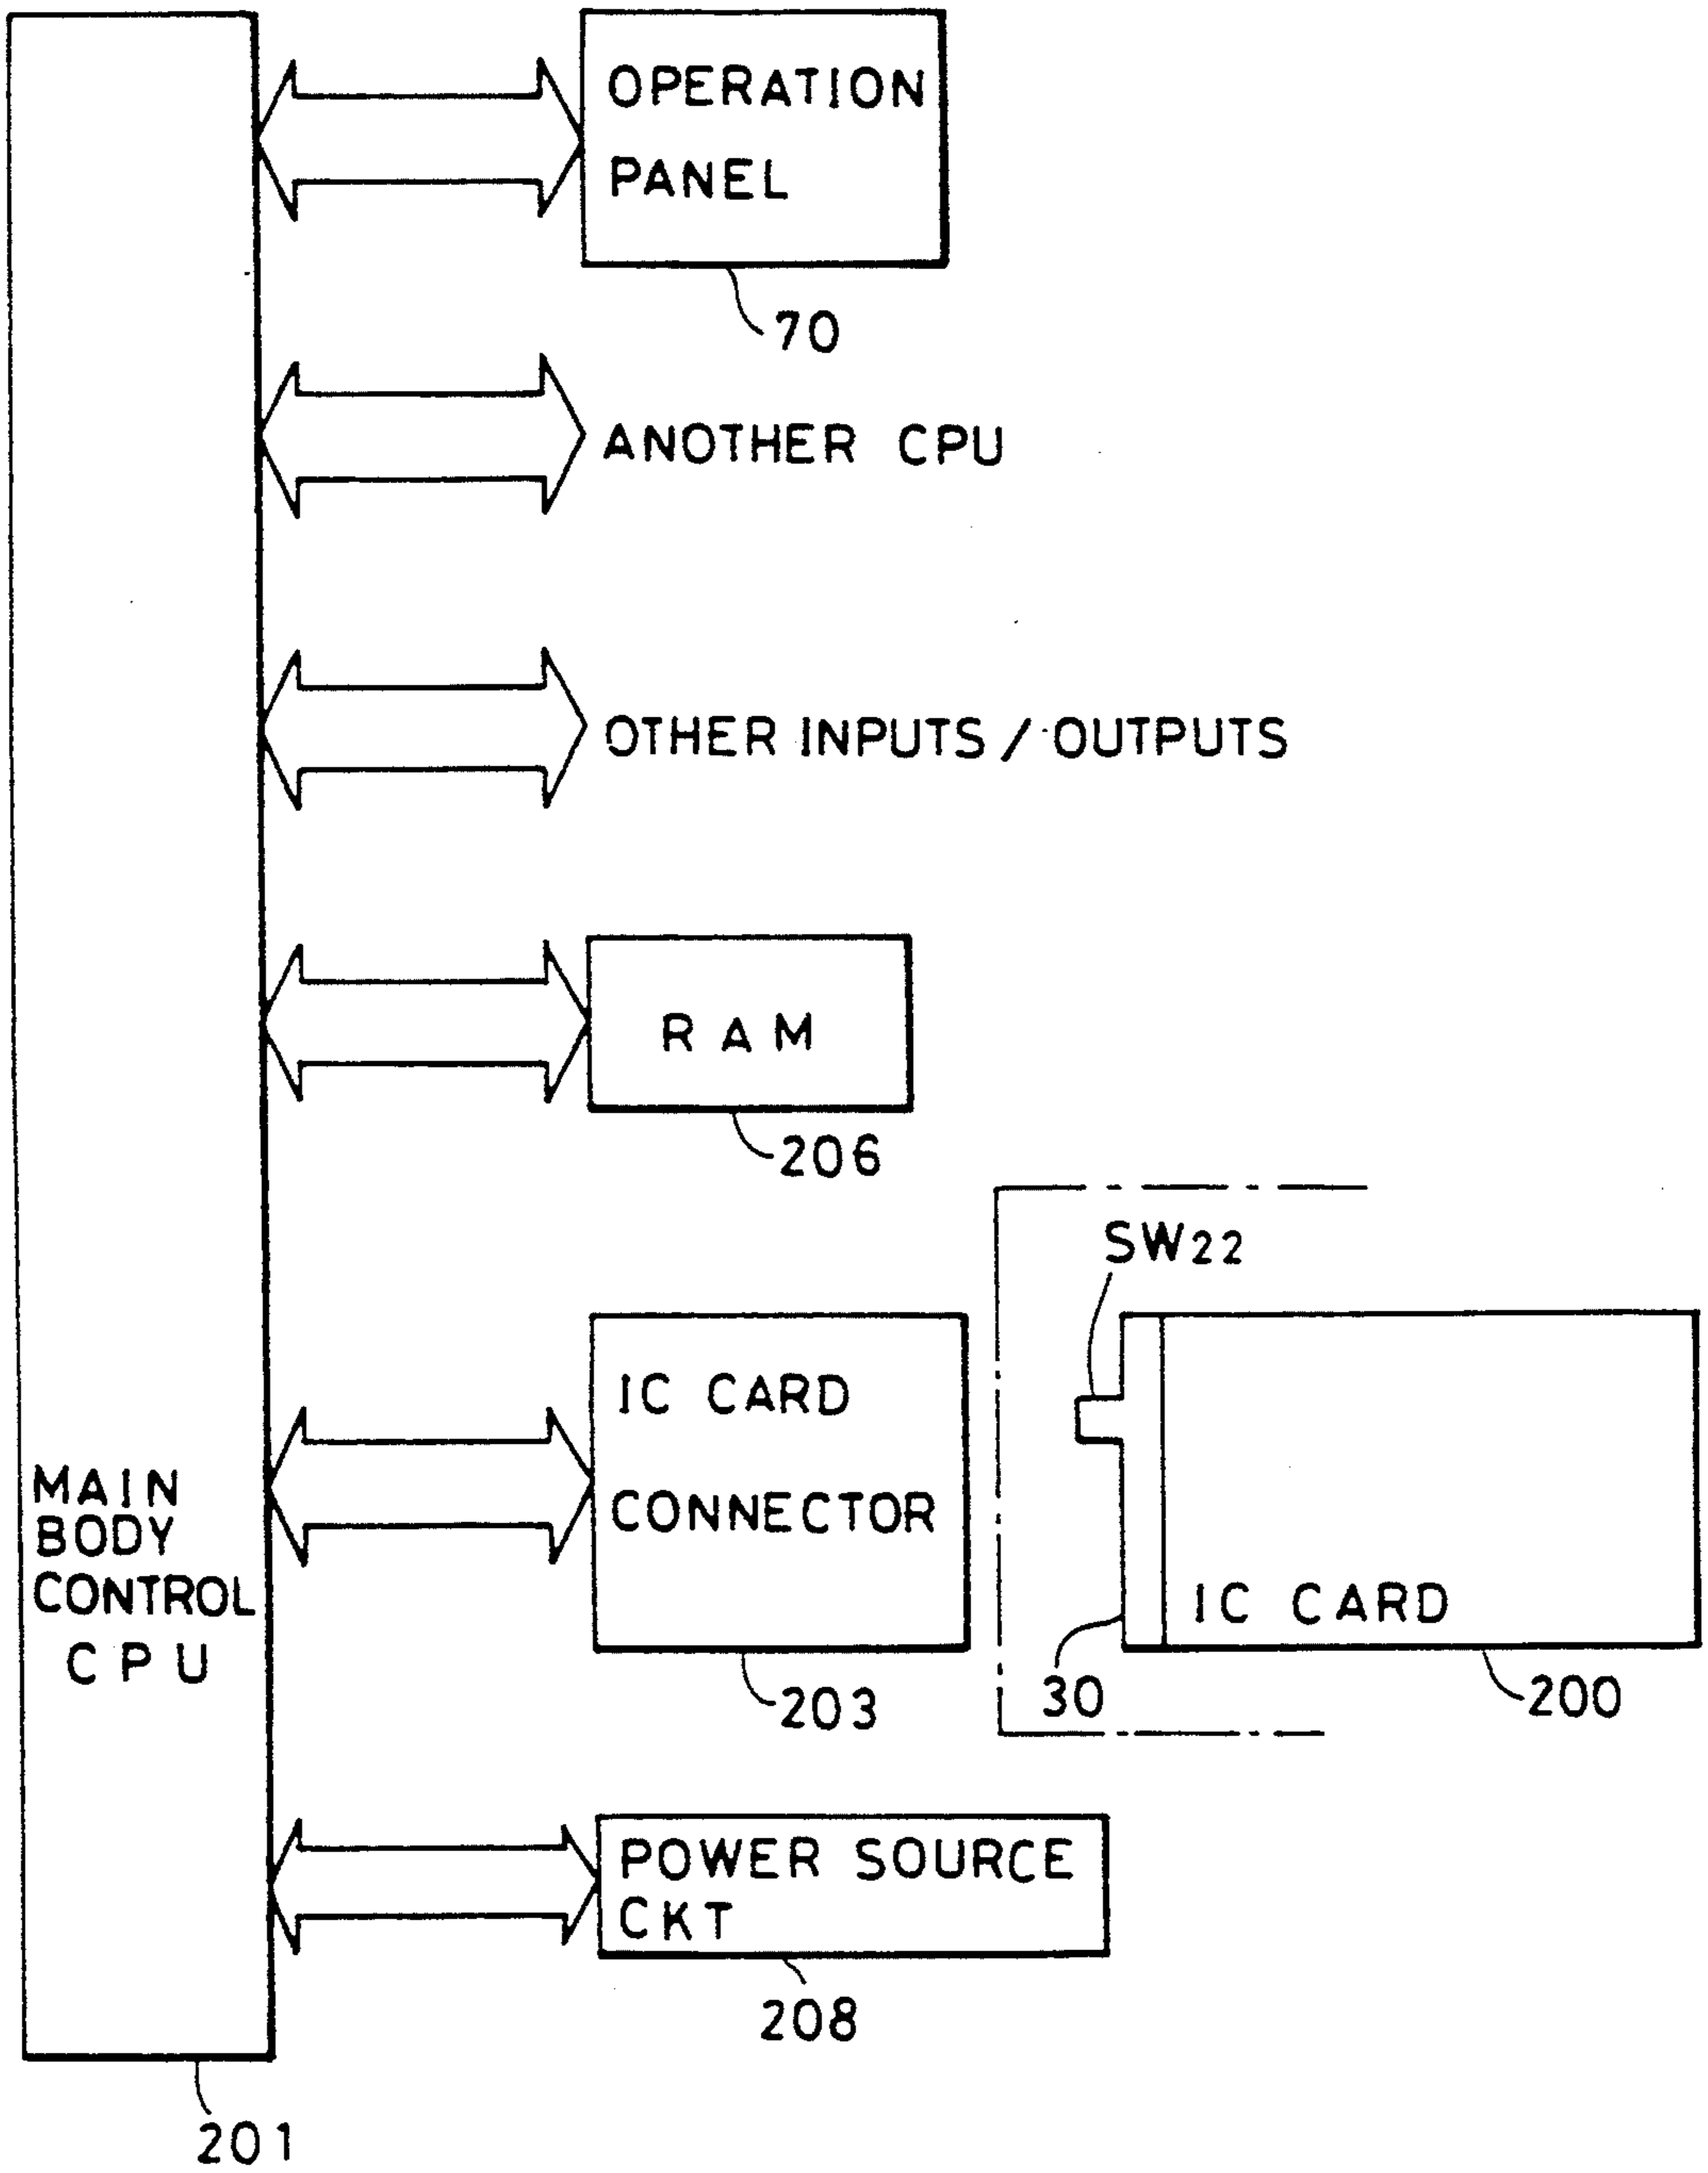 OPERATION
PANEL
70
ANOTHER CPU
OTHER INPUTS / OUTPUTS
RAM
206
SW22
IC CARD
CONNECTOR
203
MAIN
BODY
CONTROL
CPU
IC CARD
30
200
POWER SOURCE
CKT
208
201